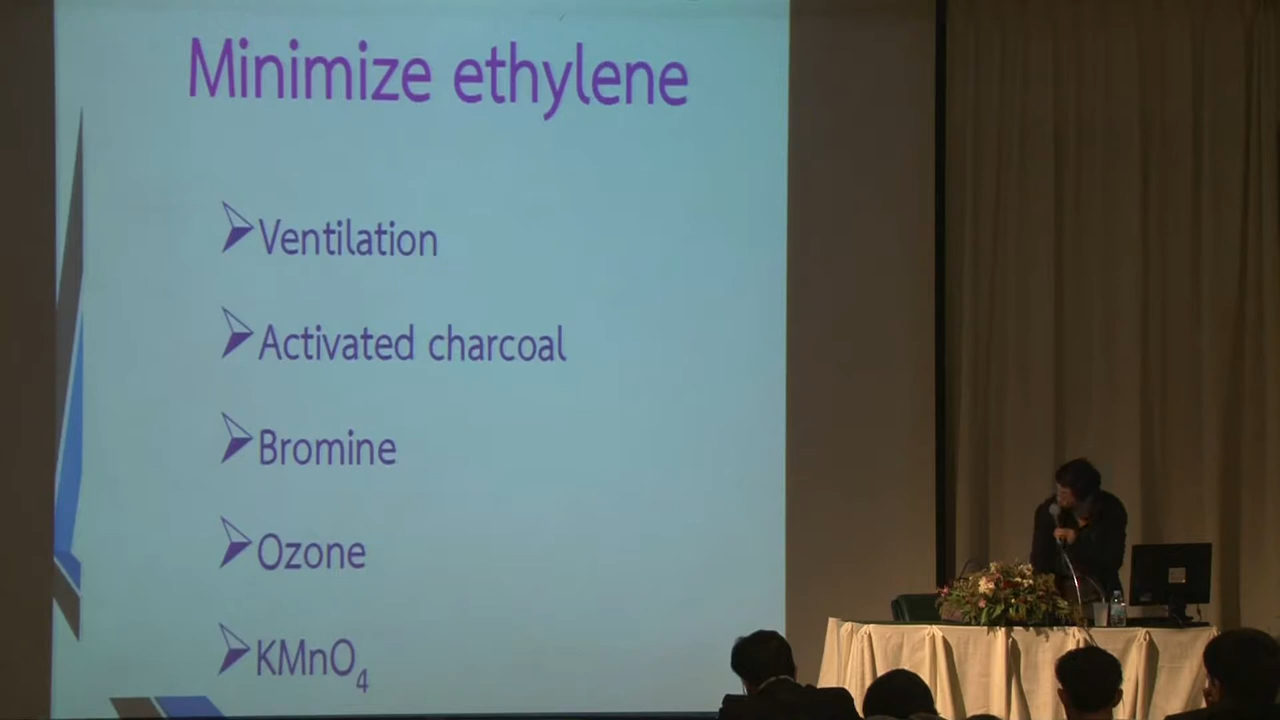 Minimize ethylene
Ventilation
Activated charcoal
Bromine
Ozone
KMnO₄